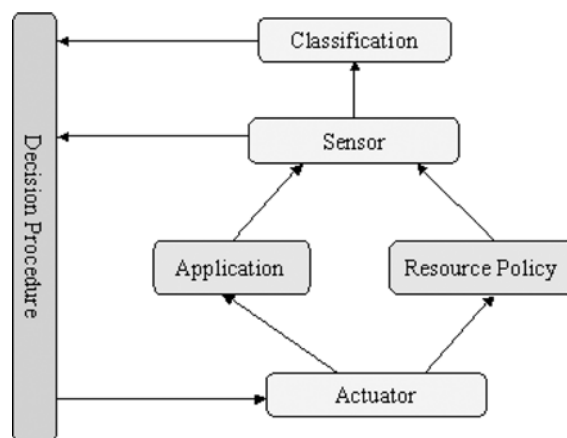 Classification
Sensor
Decision Procedure
Application
Resource Policy
Actuator